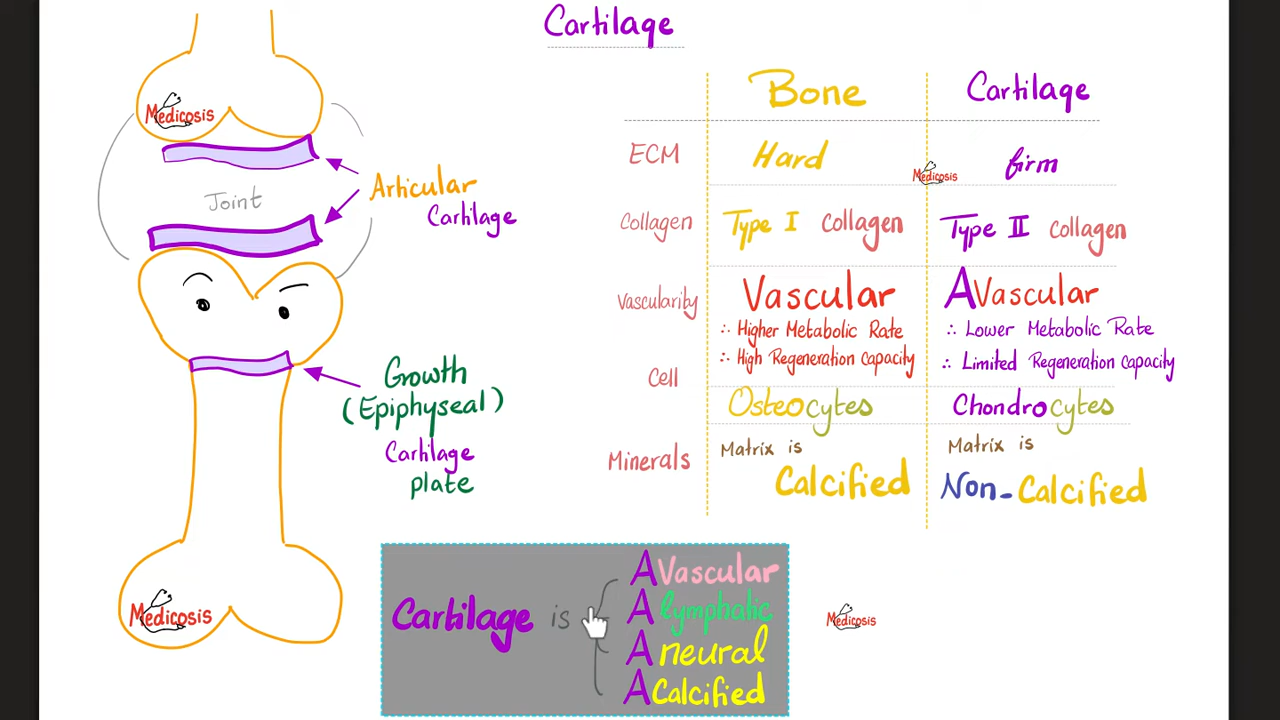 Cartilage
Medicosis
Joint
Articular
Cartilage
Growth
(Epiphyseal)
Cartilage
plate
Medicosis
Bone Cartilage
ECM Hard firm
Medicosis
Collagen Type I collagen Type II collagen
Vascularity Vascular AVascular
∴ Higher Metabolic Rate ∴ Lower Metabolic Rate
∴ High Regeneration Capacity ∴ Limited Regeneration Capacity
Cell Osteocytes Chondrocytes
Minerals Matrix is Matrix is
Calcified Non-Calcified
Cartilage is
AVascular
Alymphatic
Aneural
ACalcified
Medicosis